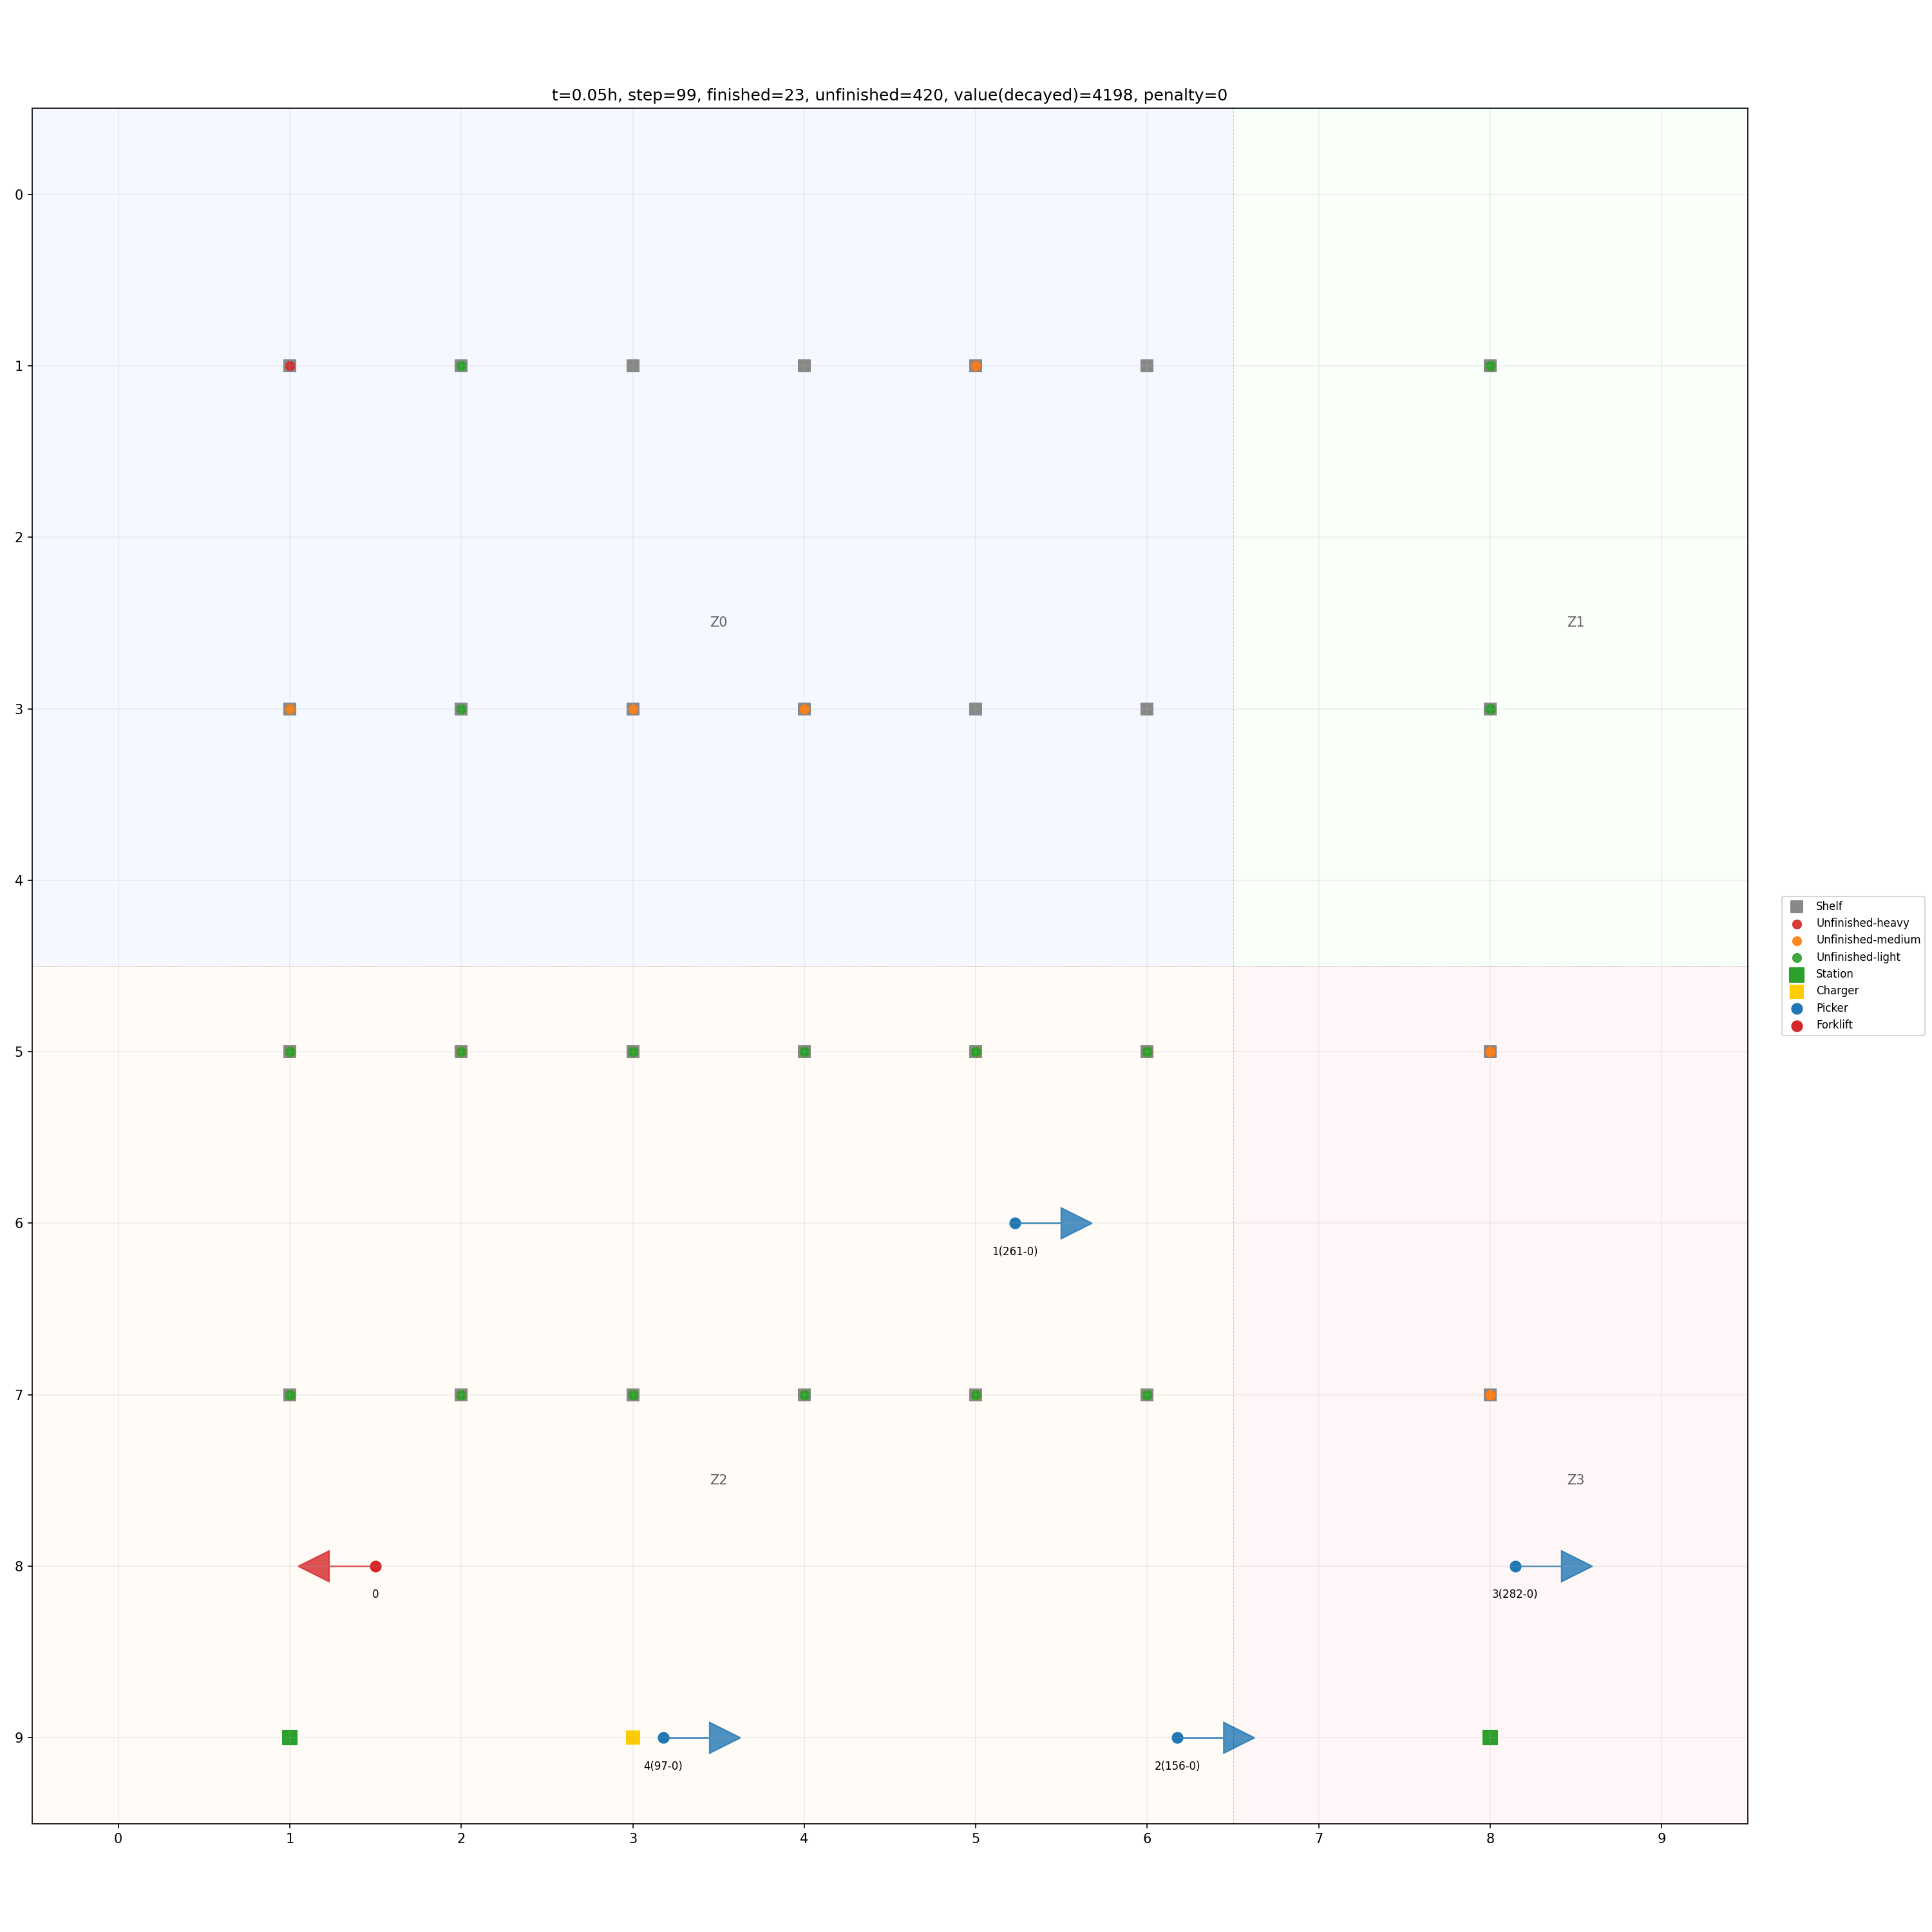 t=0.05h, step=99, finished=23, unfinished=420, value(decayed)=4198, penalty=0
0
1
2
Z0
Z1
3
4
Shelf
Unfinished-heavy
Unfinished-medium
Unfinished-light
Station
Charger
Picker
Forklift
5
6
1(261-0)
7
Z2
Z3
8
0
3(282-0)
9
4(97-0)
2(156-0)
0 1 2 3 4 5 6 7 8 9